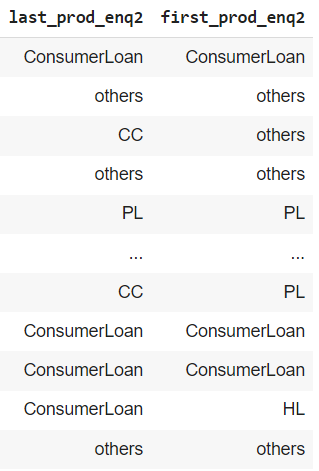 last_prod_enq2 first_prod_enq2
ConsumerLoan ConsumerLoan
others others
CC others
others others
PL PL
... ...
CC PL
ConsumerLoan ConsumerLoan
ConsumerLoan ConsumerLoan
ConsumerLoan HL
others others